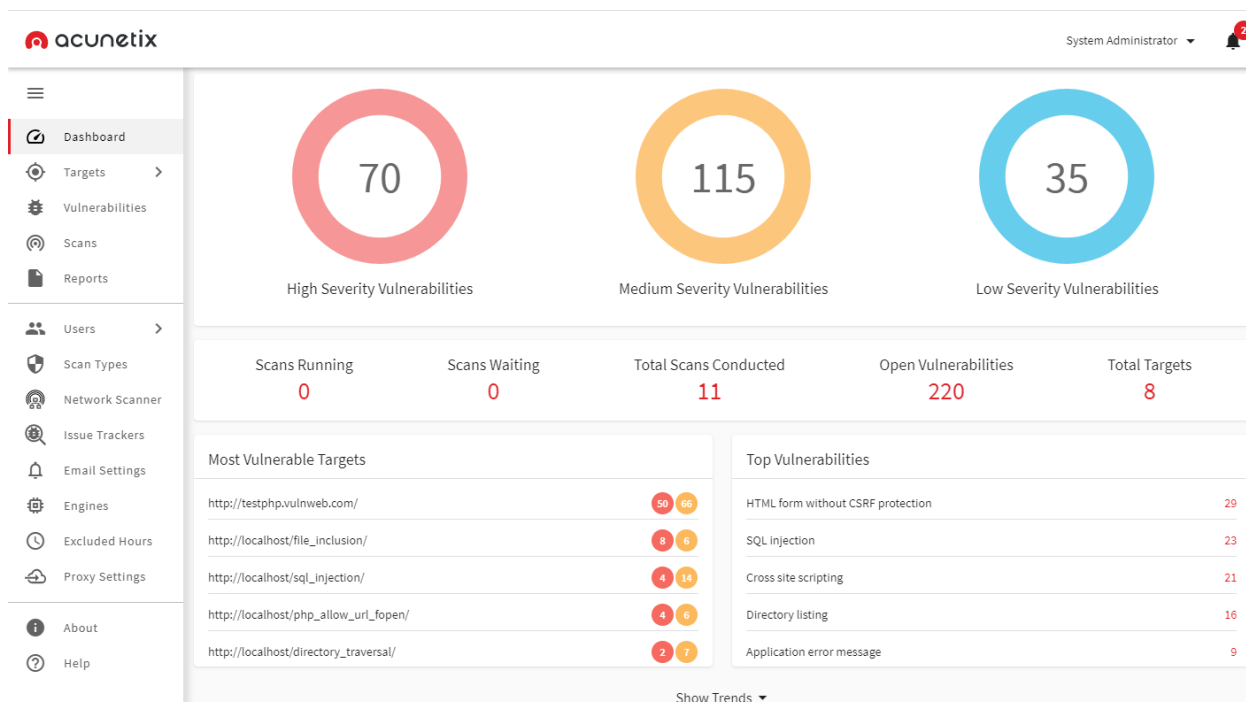 acunetix
System Administrator
2
Dashboard
Targets
Vulnerabilities
Scans
Reports
Users
Scan Types
Network Scanner
Issue Trackers
Email Settings
Engines
Excluded Hours
Proxy Settings
About
Help
70
115
35
High Severity Vulnerabilities
Medium Severity Vulnerabilities
Low Severity Vulnerabilities
Scans Running
0
Scans Waiting
0
Total Scans Conducted
11
Open Vulnerabilities
220
Total Targets
8
Most Vulnerable Targets
http://testphp.vulnweb.com/ 50 66
http://localhost/file_inclusion/ 8 6
http://localhost/sql_injection/ 4 14
http://localhost/php_allow_url_fopen/ 4 6
http://localhost/directory_traversal/ 2 7
Top Vulnerabilities
HTML form without CSRF protection 29
SQL injection 23
Cross site scripting 21
Directory listing 16
Application error message 9
Show Trends